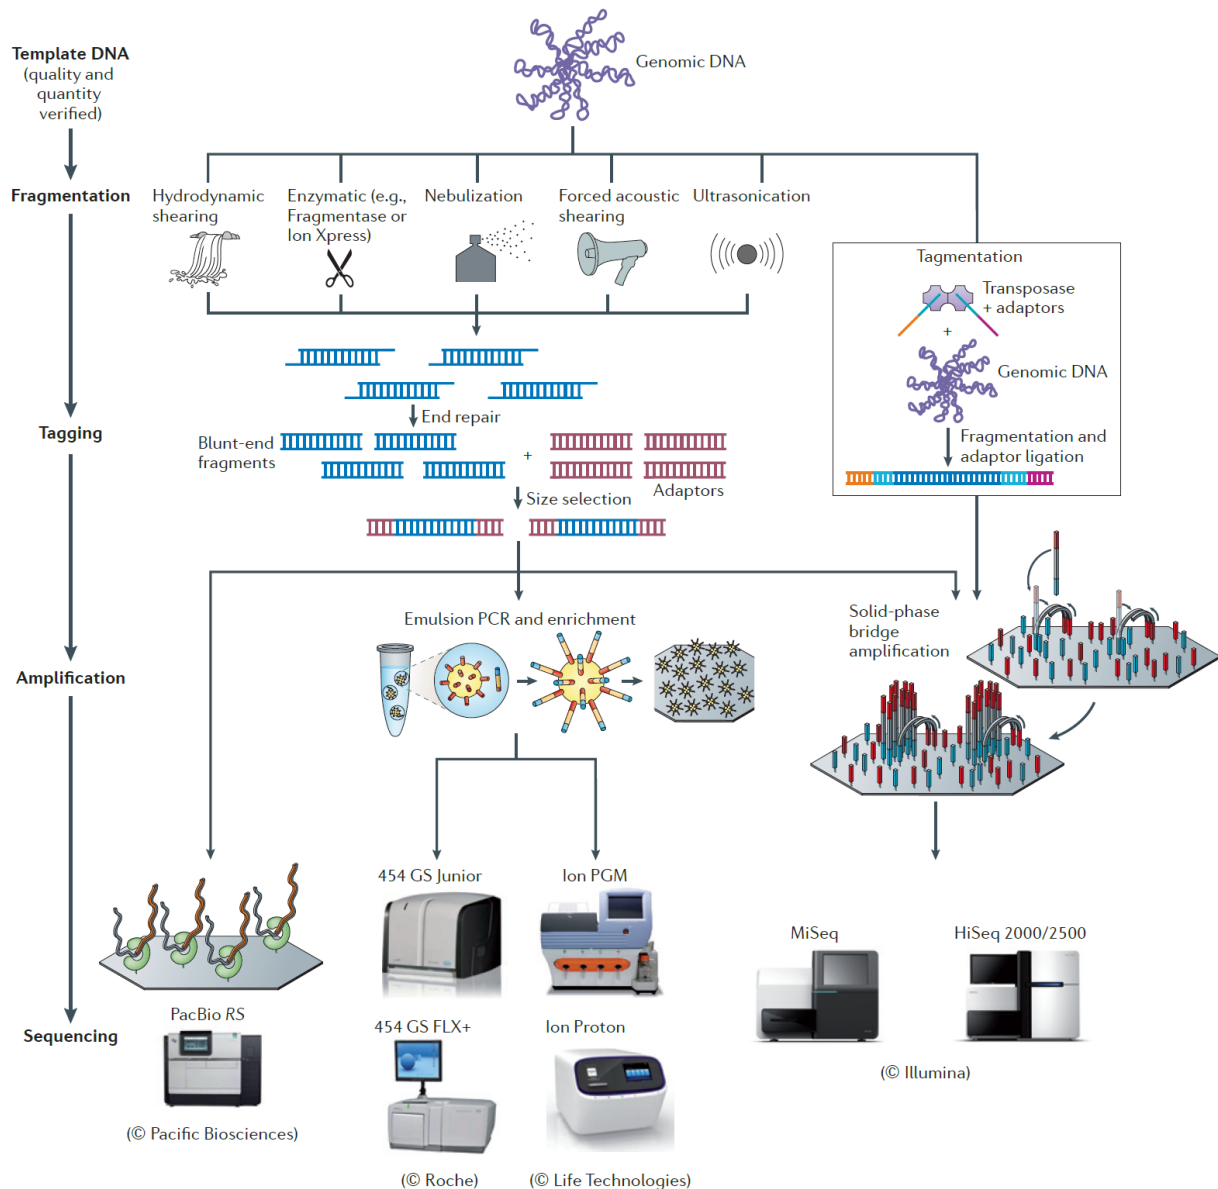 Template DNA
(quality and
quantity
verified)
Genomic DNA
Fragmentation
Hydrodynamic
shearing
Enzymatic (e.g.,
Fragmentase or
Ion Xpress)
Nebulization
Forced acoustic
shearing
Ultrasonication
Tagmentation
Transposase
+ adaptors
+
Genomic DNA
Fragmentation and
adaptor ligation
Tagging
End repair
Blunt-end
fragments
+
Adaptors
Size selection
Amplification
Emulsion PCR and enrichment
Solid-phase
bridge
amplification
Sequencing
PacBio RS
(© Pacific Biosciences)
454 GS Junior
454 GS FLX+
(© Roche)
Ion PGM
Ion Proton
(© Life Technologies)
MiSeq
HiSeq 2000/2500
(© Illumina)